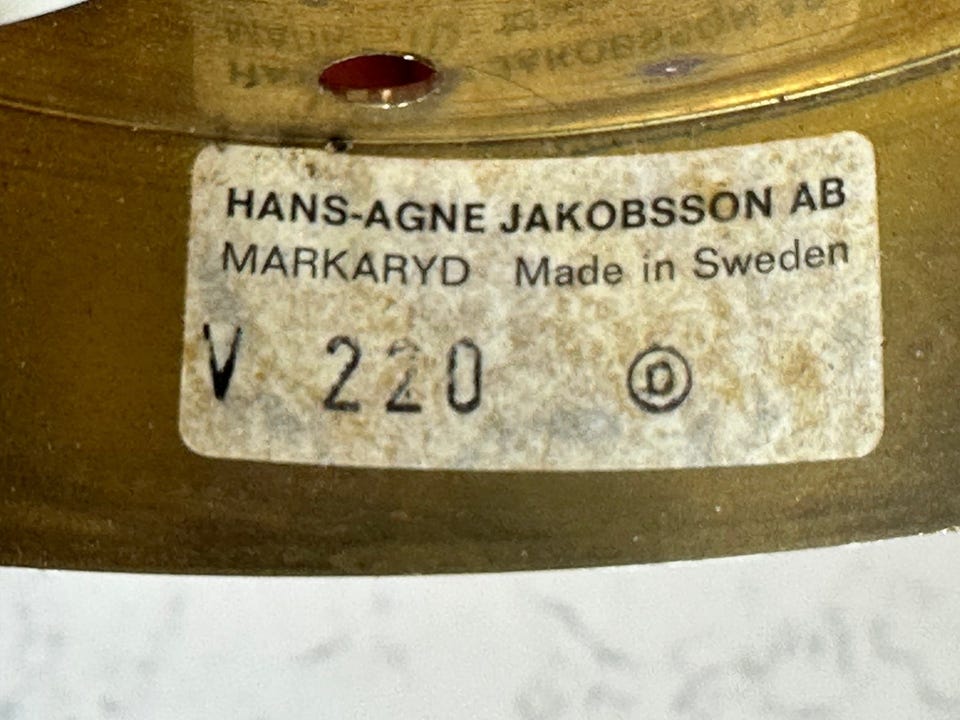 HANS-AGNE JAKOBSSON AB
MARKARYD Made in Sweden
V 220 D